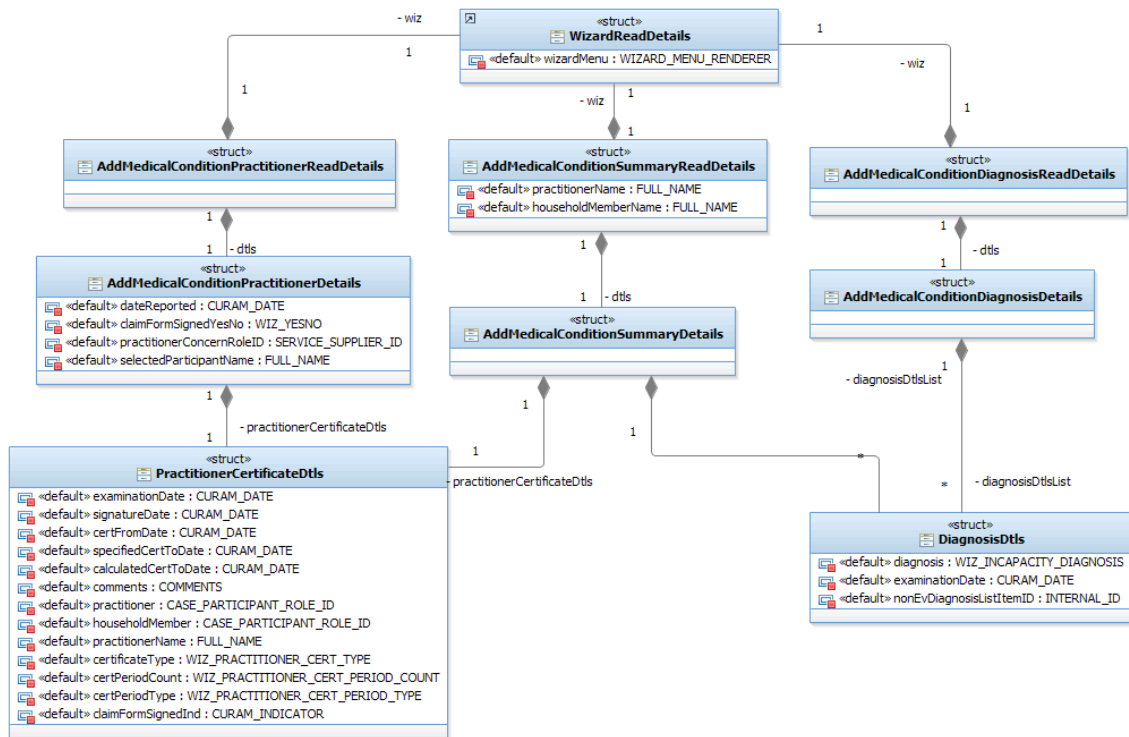 - wiz
1
1
«struct»
WizardReadDetails
«default» wizardMenu : WIZARD_MENU_RENDERER
1
- wiz
1
1
- wiz
1
«struct»
AddMedicalConditionPractitionerReadDetails
1
1
- dtls
«struct»
AddMedicalConditionSummaryReadDetails
«default» practitionerName : FULL_NAME
«default» householdMemberName : FULL_NAME
1
1
- dtls
«struct»
AddMedicalConditionDiagnosisReadDetails
1
- dtls
1
«struct»
AddMedicalConditionPractitionerDetails
«default» dateReported : CURAM_DATE
«default» claimFormSignedYesNo : WIZ_YESNO
«default» practitionerConcernRoleID : SERVICE_SUPPLIER_ID
«default» selectedParticipantName : FULL_NAME
1
- practitionerCertificateDtls
1
«struct»
AddMedicalConditionSummaryDetails
1
1
- practitionerCertificateDtls
1
*
- diagnosisDtlsList
«struct»
AddMedicalConditionDiagnosisDetails
1
*
- diagnosisDtlsList
«struct»
PractitionerCertificateDtls
«default» examinationDate : CURAM_DATE
«default» signatureDate : CURAM_DATE
«default» certFromDate : CURAM_DATE
«default» specifiedCertToDate : CURAM_DATE
«default» calculatedCertToDate : CURAM_DATE
«default» comments : COMMENTS
«default» practitioner : CASE_PARTICIPANT_ROLE_ID
«default» householdMember : CASE_PARTICIPANT_ROLE_ID
«default» practitionerName : FULL_NAME
«default» certificateType : WIZ_PRACTITIONER_CERT_TYPE
«default» certPeriodCount : WIZ_PRACTITIONER_CERT_PERIOD_COUNT
«default» certPeriodType : WIZ_PRACTITIONER_CERT_PERIOD_TYPE
«default» claimFormSignedInd : CURAM_INDICATOR
«struct»
DiagnosisDtls
«default» diagnosis : WIZ_INCAPACITY_DIAGNOSIS
«default» examinationDate : CURAM_DATE
«default» nonEvDiagnosisListItemID : INTERNAL_ID